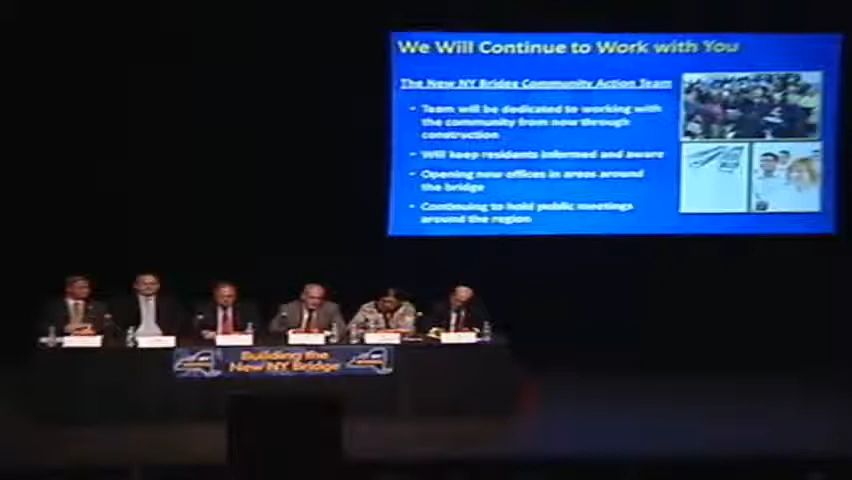 We Will Continue to Work with You
The New NY Bridge Community Action Team
• Team will be dedicated to working with
the community from now through
construction
• Will keep residents informed and aware
• Opening new offices in areas around
the bridge
• Continuing to hold public meetings
around the region
Building the
New NY Bridge